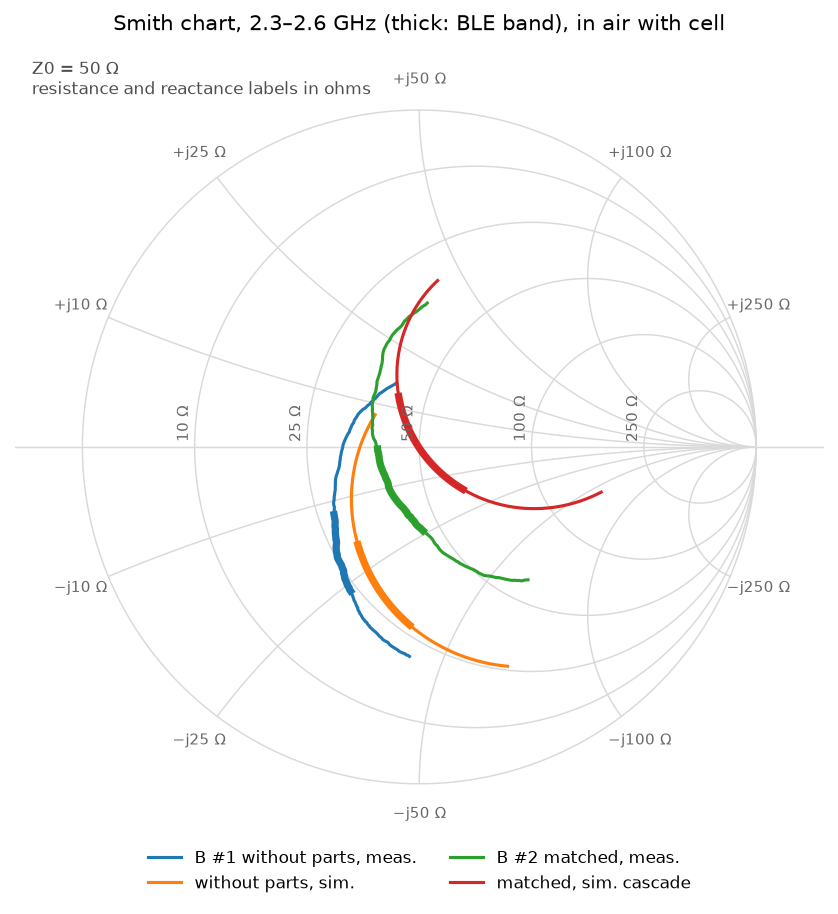 Smith chart, 2.3–2.6 GHz (thick: BLE band), in air with cell
Z0 = 50 Ω
resistance and reactance labels in ohms
+j50 Ω
+j25 Ω
+j100 Ω
+j10 Ω
+j250 Ω
10 Ω
25 Ω
50 Ω
100 Ω
250 Ω
−j10 Ω
−j250 Ω
−j25 Ω
−j100 Ω
−j50 Ω
B #1 without parts, meas.
without parts, sim.
B #2 matched, meas.
matched, sim. cascade